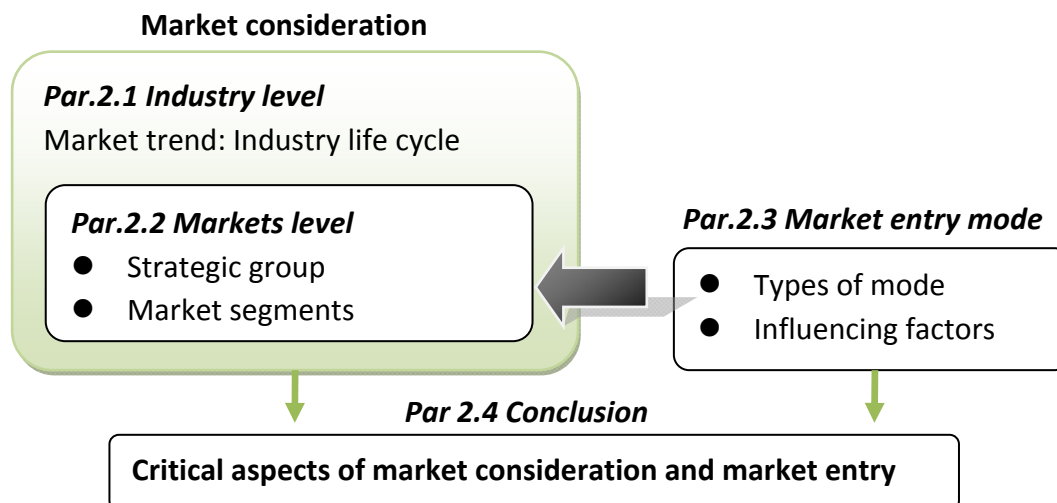 Market consideration
Par.2.1 Industry level
Market trend: Industry life cycle
Par.2.2 Markets level
● Strategic group
● Market segments
Par.2.3 Market entry mode
● Types of mode
● Influencing factors
Par 2.4 Conclusion
Critical aspects of market consideration and market entry